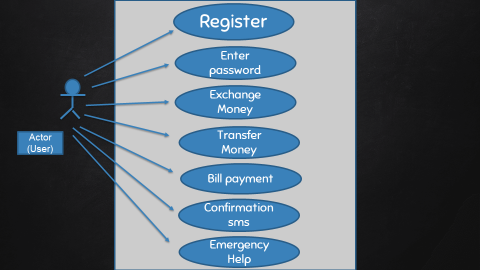 Register
Enter
password
Exchange
Money
Transfer
Money
Actor
(User)
Bill payment
Confirmation
sms
Emergency
Help